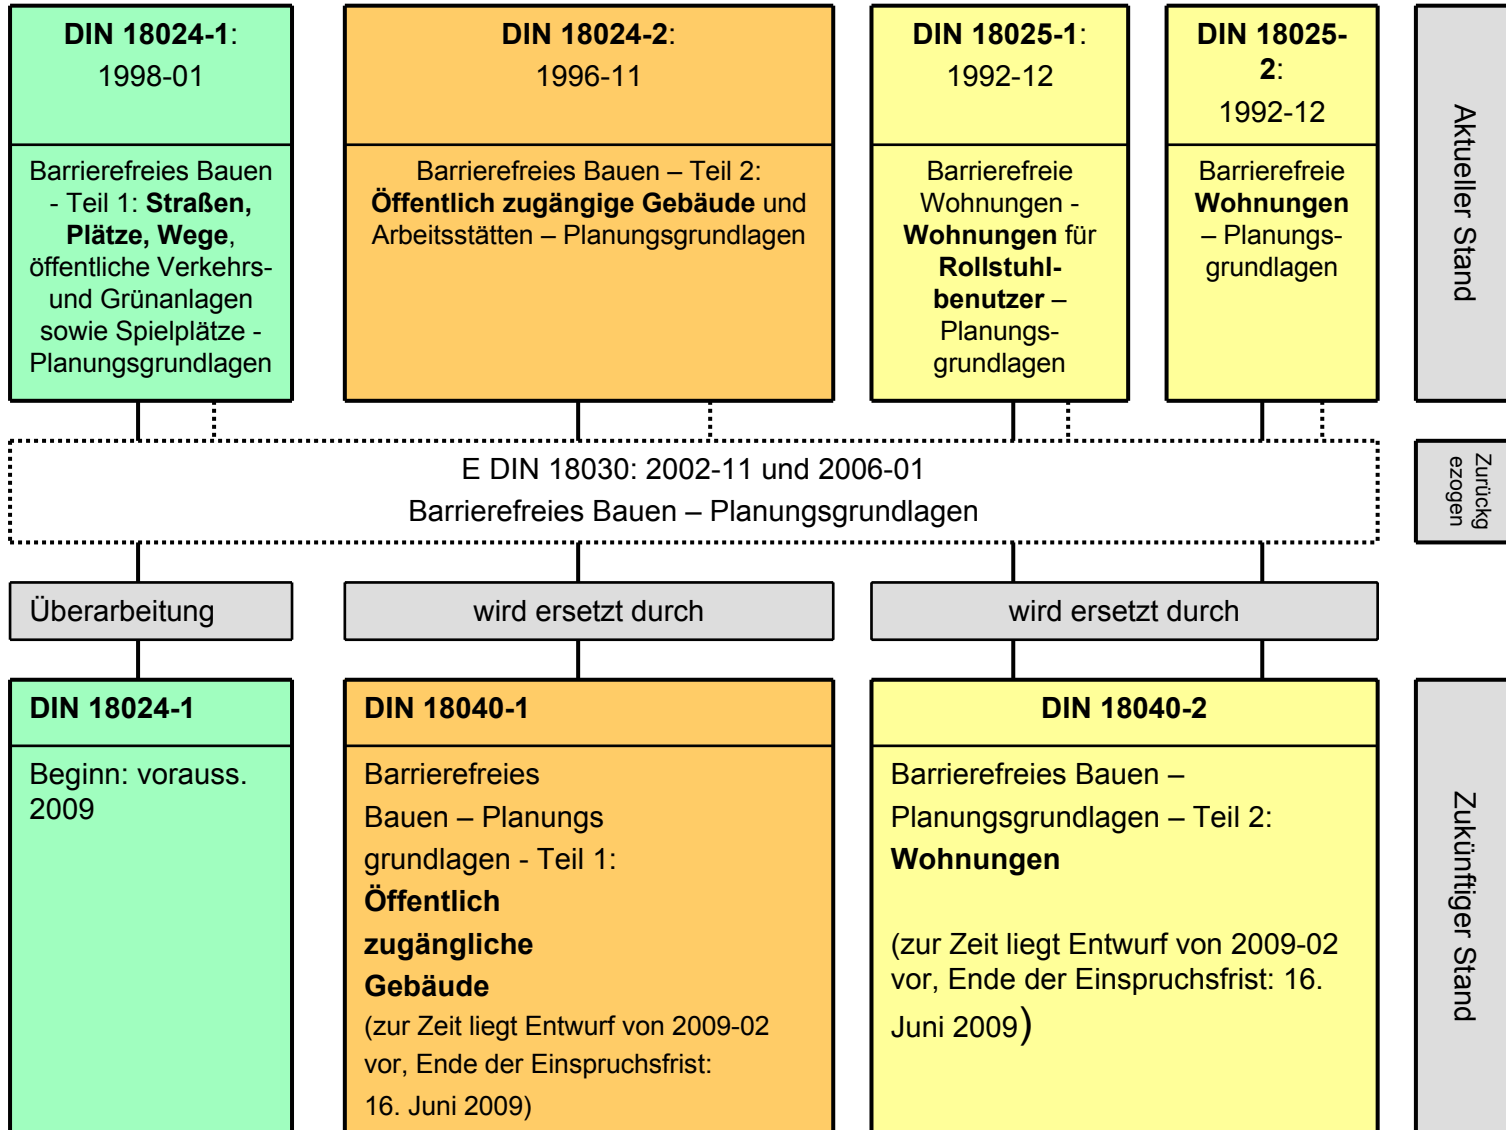 DIN 18024-1:
1998-01
Barrierefreies Bauen
- Teil 1: Straßen,
Plätze, Wege,
öffentliche Verkehrs-
und Grünanlagen
sowie Spielplätze -
Planungsgrundlagen
DIN 18024-2:
1996-11
Barrierefreies Bauen – Teil 2:
Öffentlich zugängige Gebäude und
Arbeitsstätten – Planungsgrundlagen
DIN 18025-1:
1992-12
Barrierefreie
Wohnungen -
Wohnungen für
Rollstuhl-
benutzer –
Planungs-
grundlagen
DIN 18025-
2:
1992-12
Barrierefreie
Wohnungen
– Planungs-
grundlagen
Aktueller Stand
E DIN 18030: 2002-11 und 2006-01
Barrierefreies Bauen – Planungsgrundlagen
Zurückg
ezogen
Überarbeitung
wird ersetzt durch
wird ersetzt durch
DIN 18024-1
Beginn: vorauss.
2009
DIN 18040-1
Barrierefreies
Bauen – Planungs
grundlagen - Teil 1:
Öffentlich
zugängliche
Gebäude
(zur Zeit liegt Entwurf von 2009-02
vor, Ende der Einspruchsfrist:
16. Juni 2009)
DIN 18040-2
Barrierefreies Bauen –
Planungsgrundlagen – Teil 2:
Wohnungen
(zur Zeit liegt Entwurf von 2009-02
vor, Ende der Einspruchsfrist: 16.
Juni 2009)
Zukünftiger Stand